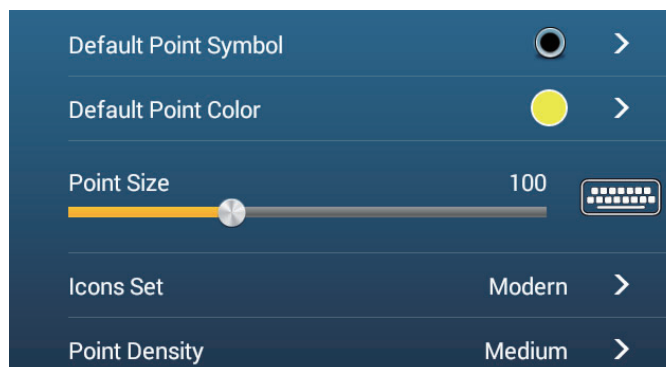 Default Point Symbol
Default Point Color
Point Size 100
Icons Set Modern
Point Density Medium